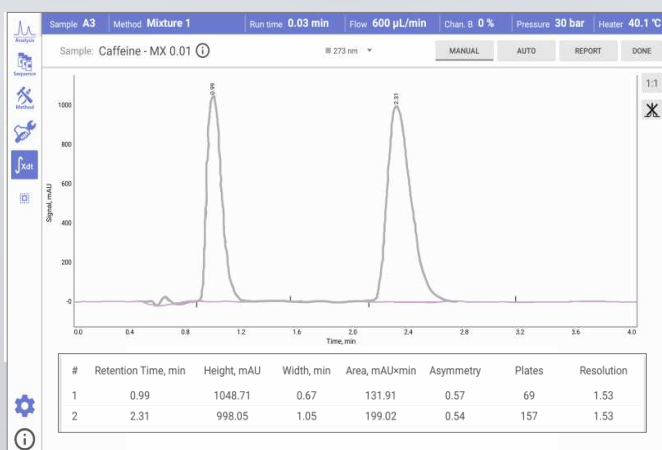 Sample A3 Method Mixture 1 Run time 0.03 min Flow 600 µL/min Chan. B 0 % Pressure 30 bar Heater 40.1 °C
Analysis
Sequence
Method
∫Xdt
Sample: Caffeine - MX 0.01
273 nm
MANUAL AUTO REPORT DONE
1:1
0.99
2.31
Signal, mAU
1000
800
600
400
200
-0
0.0 0.4 0.8 1.2 1.6 2.0 2.4 2.8 3.2 3.6 4.0
Time, min
# Retention Time, min Height, mAU Width, min Area, mAU×min Asymmetry Plates Resolution
1 0.99 1048.71 0.67 131.91 0.57 69 1.53
2 2.31 998.05 1.05 199.02 0.54 157 1.53